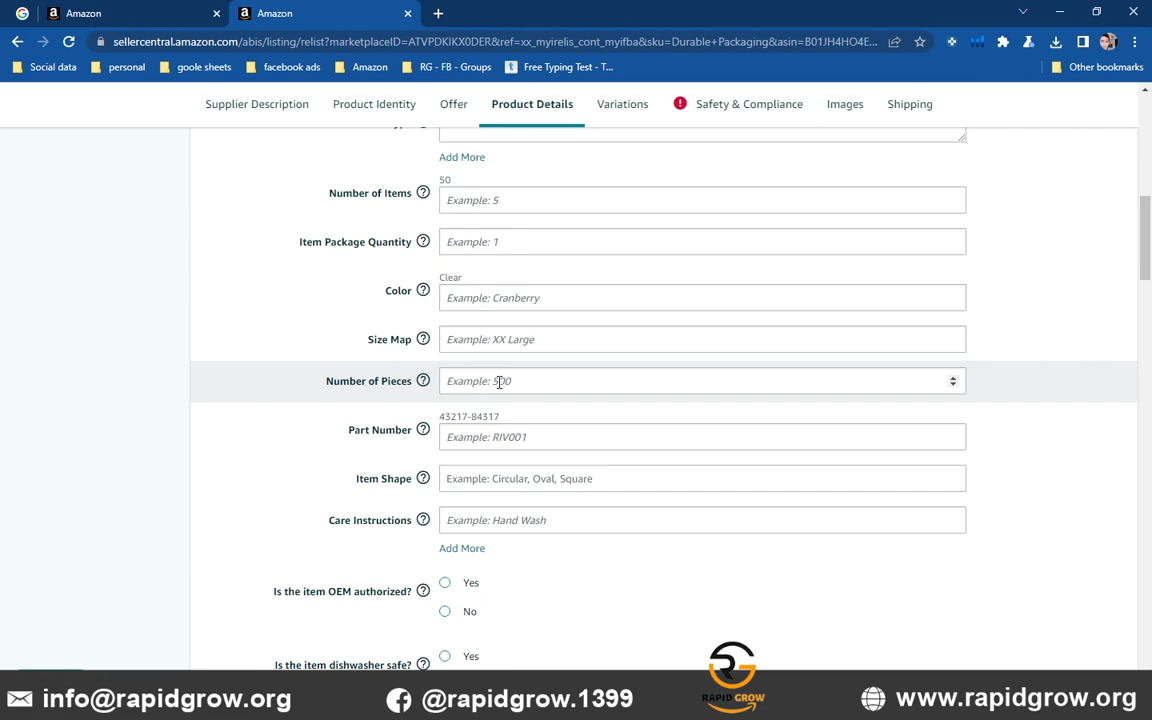 Amazon
Amazon
sellercentral.amazon.com/abis/listing/relist?marketplaceID=ATVPDKIKX0DER&ref=xx_myirelis_cont_myifba&sku=Durable+Packaging&asin=B01JH4HO4E...
Social data
personal
goole sheets
facebook ads
Amazon
RG - FB - Groups
Free Typing Test - T...
Other bookmarks
Supplier Description
Product Identity
Offer
Product Details
Variations
Safety & Compliance
Images
Shipping
Add More
50
Number of Items
Example: 5
Item Package Quantity
Example: 1
Clear
Color
Example: Cranberry
Size Map
Example: XX Large
Number of Pieces
Example: 500
43217-84317
Part Number
Example: RIV001
Item Shape
Example: Circular, Oval, Square
Care Instructions
Example: Hand Wash
Add More
Is the item OEM authorized?
Yes
No
Is the item dishwasher safe?
Yes
info@rapidgrow.org
@rapidgrow.1399
RAPID GROW
www.rapidgrow.org